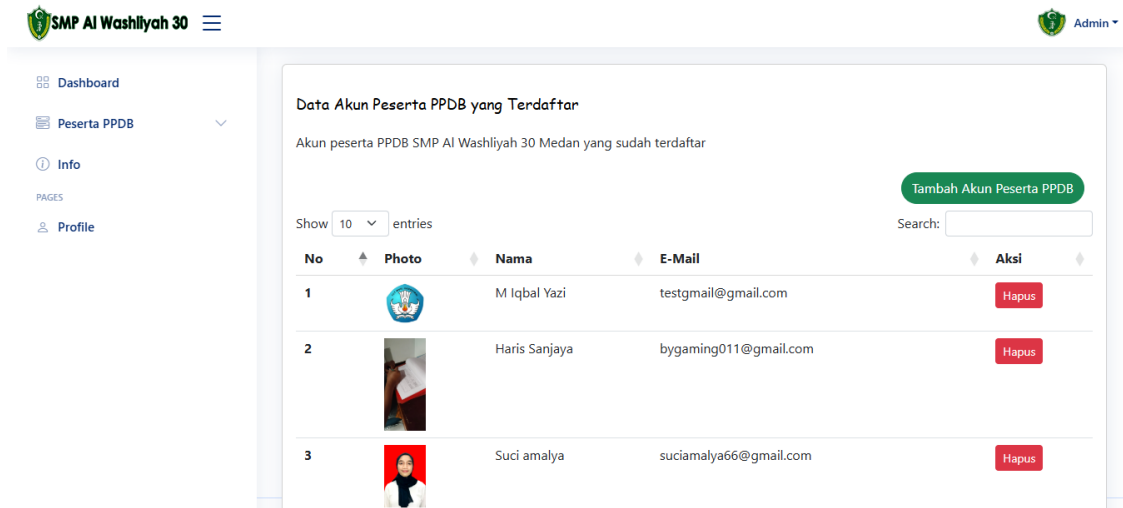 SMP Al Washliyah 30
Admin
Dashboard
Peserta PPDB
Info
PAGES
Profile
Data Akun Peserta PPDB yang Terdaftar
Akun peserta PPDB SMP Al Washliyah 30 Medan yang sudah terdaftar
Tambah Akun Peserta PPDB
Show 10 entries Search:
No Photo Nama E-Mail Aksi
1 M Iqbal Yazi testgmail@gmail.com Hapus
2 Haris Sanjaya bygaming011@gmail.com Hapus
3 Suci amalya suciamalya66@gmail.com Hapus